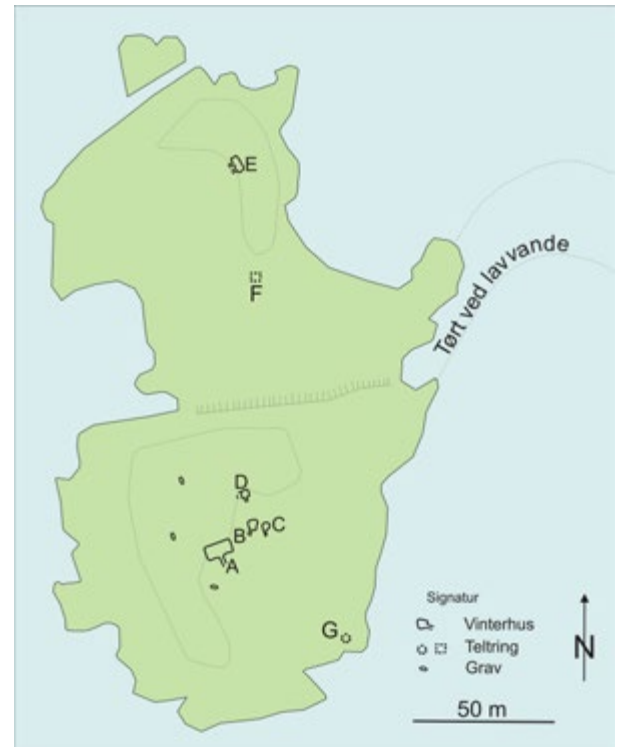 E
F
Tørt ved lavvande
D
B
C
A
G
Signatur
Vinterhus
Teltring
Grav
N
50 m